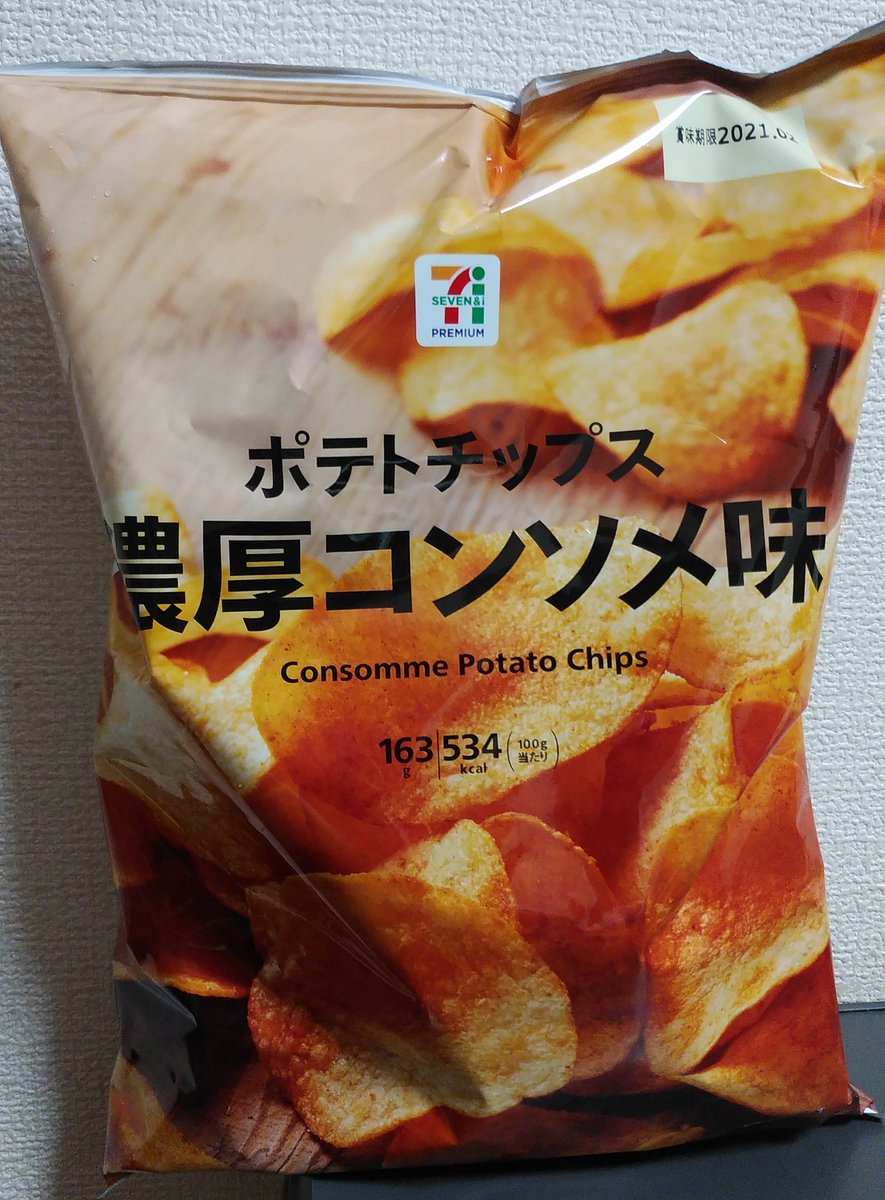 賞味期限2021.02
SEVEN&i
PREMIUM
ポテトチップス
濃厚コンソメ味
Consomme Potato Chips
163g 534kcal (100g当たり)